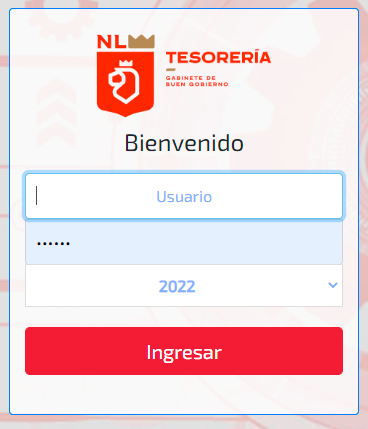 NL
TESORERÍA
GABINETE DE
BUEN GOBIERNO
Bienvenido
Usuario
••••••
2022
Ingresar